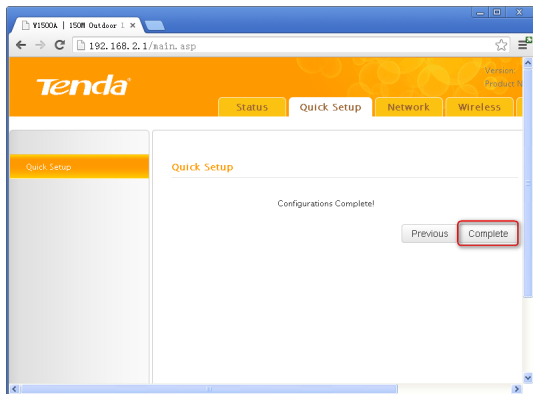 W1500A | 150M Outdoor
192.168.2.1/main.asp
Tenda
Version:
Product N
Status
Quick Setup
Network
Wireless
Quick Setup
Quick Setup
Configurations Complete!
Previous
Complete